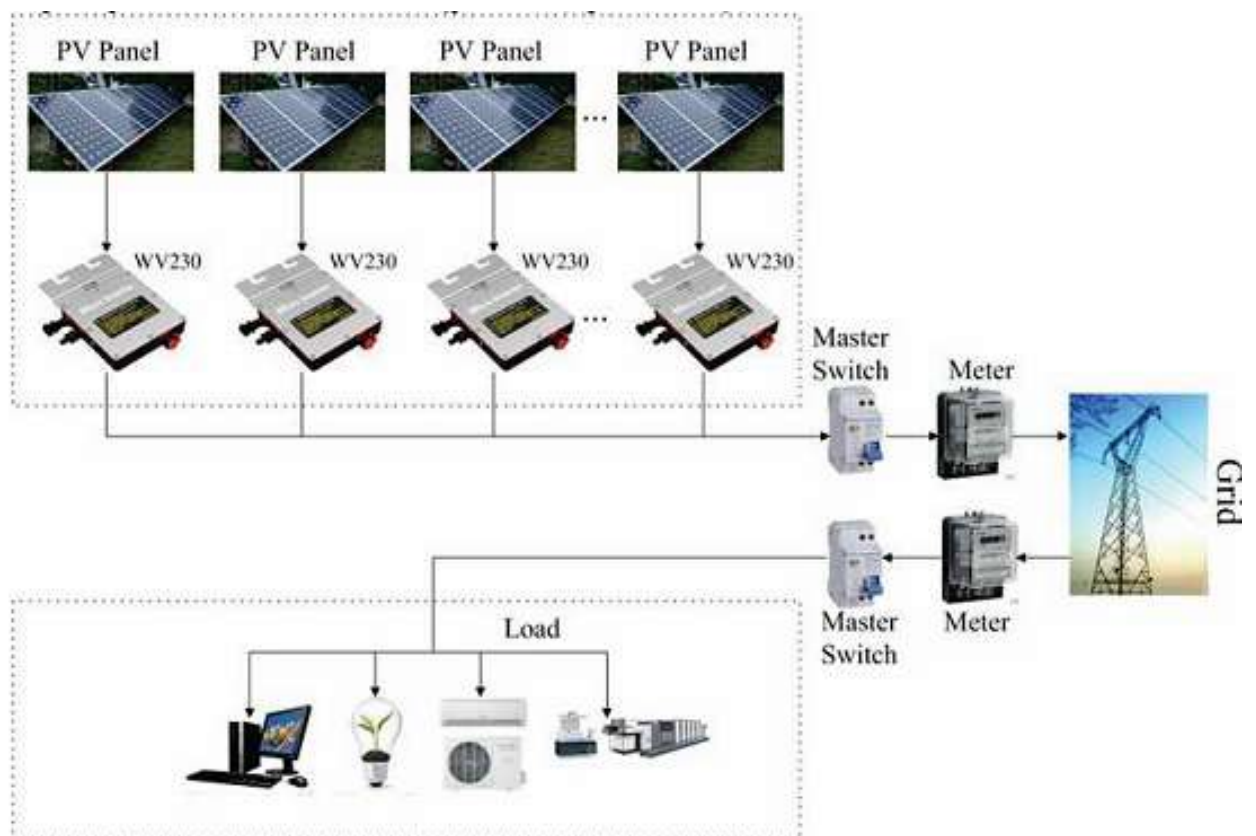 PV Panel
PV Panel
PV Panel
PV Panel
...
WV230
WV230
WV230
WV230
...
Master
Switch
Meter
Grid
Master
Switch
Meter
Load